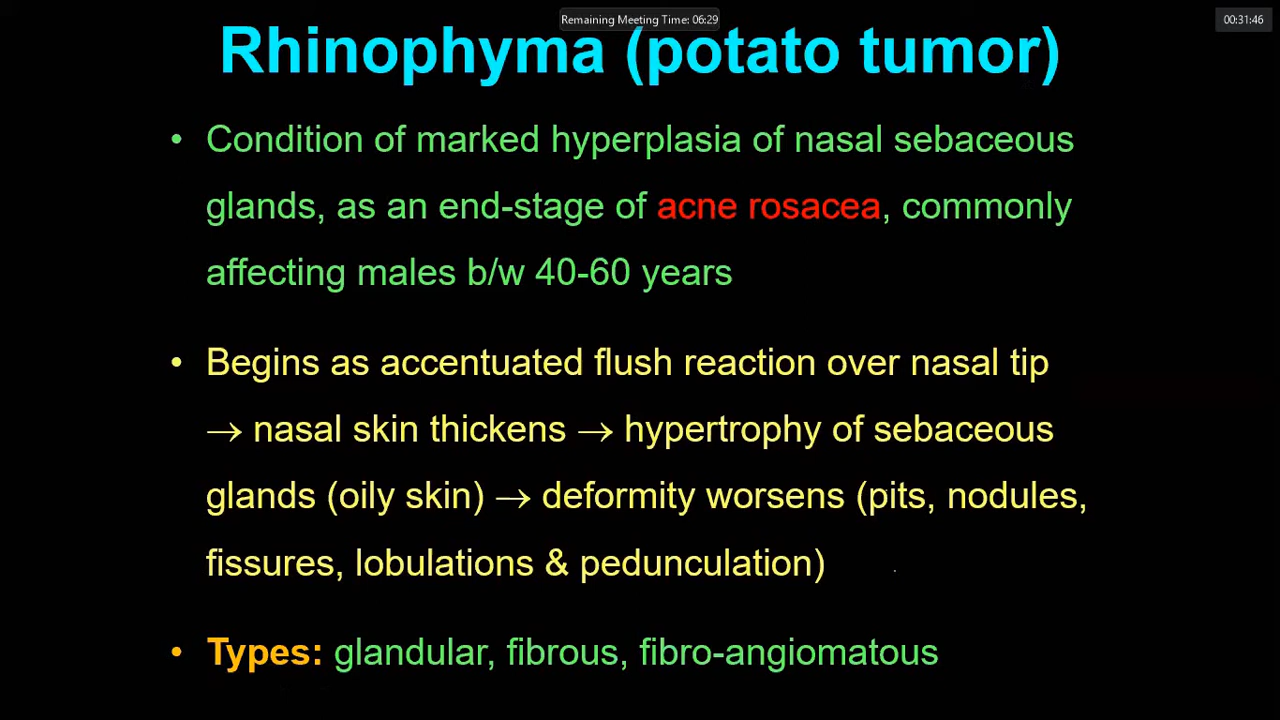 Remaining Meeting Time: 06:29
00:31:46
Rhinophyma (potato tumor)
• Condition of marked hyperplasia of nasal sebaceous
glands, as an end-stage of acne rosacea, commonly
affecting males b/w 40-60 years
• Begins as accentuated flush reaction over nasal tip
→ nasal skin thickens → hypertrophy of sebaceous
glands (oily skin) → deformity worsens (pits, nodules,
fissures, lobulations & pedunculation)
• Types: glandular, fibrous, fibro-angiomatous